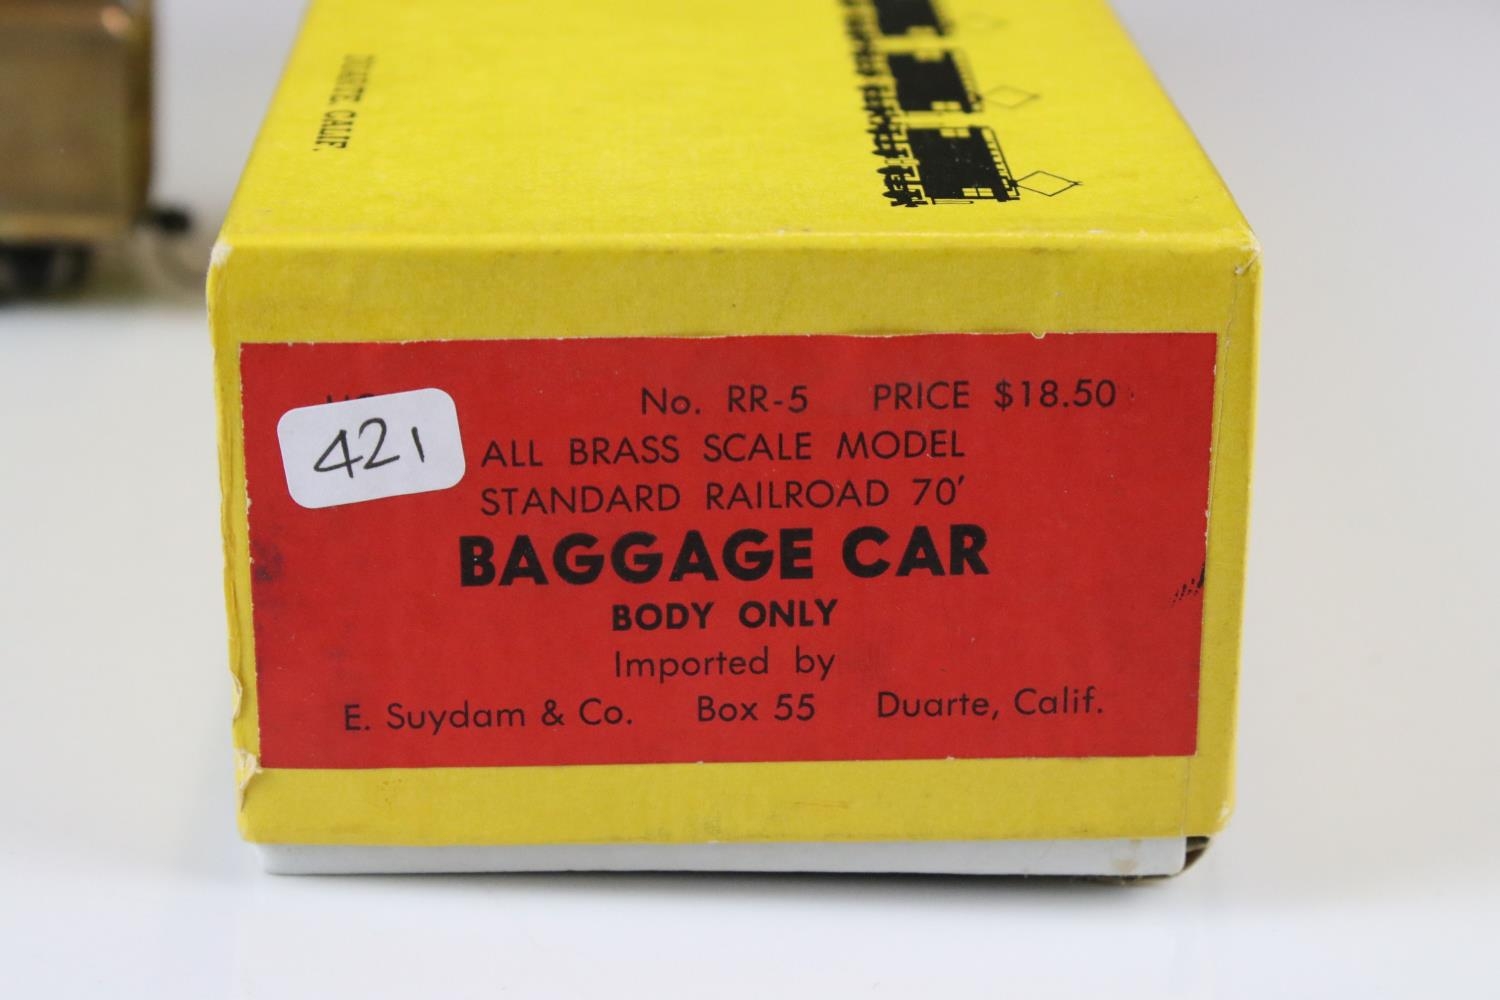 DUARTE, CALIF.
No. RR-5 PRICE $18.50
421
ALL BRASS SCALE MODEL
STANDARD RAILROAD 70'
BAGGAGE CAR
BODY ONLY
Imported by
E. Suydam & Co. Box 55 Duarte, Calif.